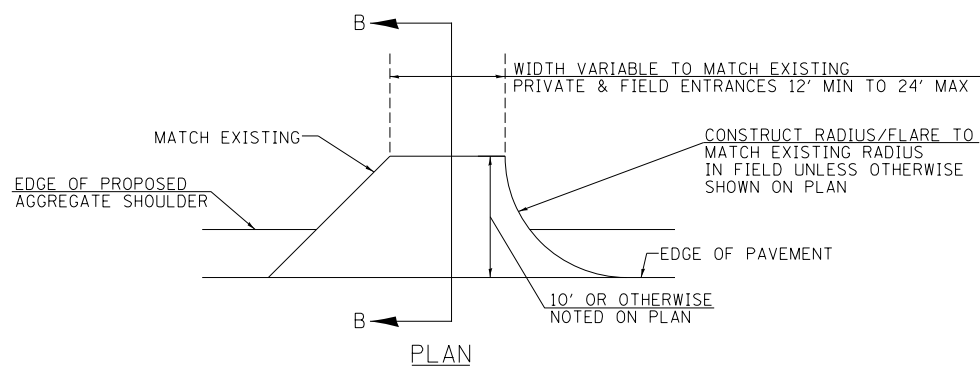 B
WIDTH VARIABLE TO MATCH EXISTING
PRIVATE & FIELD ENTRANCES 12' MIN TO 24' MAX
MATCH EXISTING
CONSTRUCT RADIUS/FLARE TO
MATCH EXISTING RADIUS
IN FIELD UNLESS OTHERWISE
SHOWN ON PLAN
EDGE OF PROPOSED
AGGREGATE SHOULDER
EDGE OF PAVEMENT
10' OR OTHERWISE
NOTED ON PLAN
B
PLAN